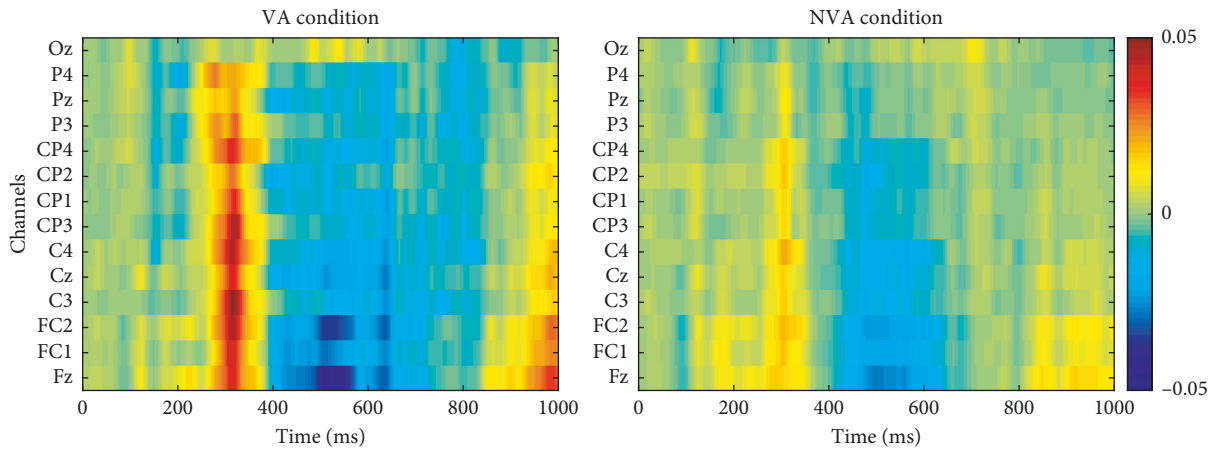 VA condition
Channels
Oz
P4
Pz
P3
CP4
CP2
CP1
CP3
C4
Cz
C3
FC2
FC1
Fz
0 200 400 600 800 1000
Time (ms)
NVA condition
Oz
P4
Pz
P3
CP4
CP2
CP1
CP3
C4
Cz
C3
FC2
FC1
Fz
0 200 400 600 800 1000
Time (ms)
0.05
0
–0.05